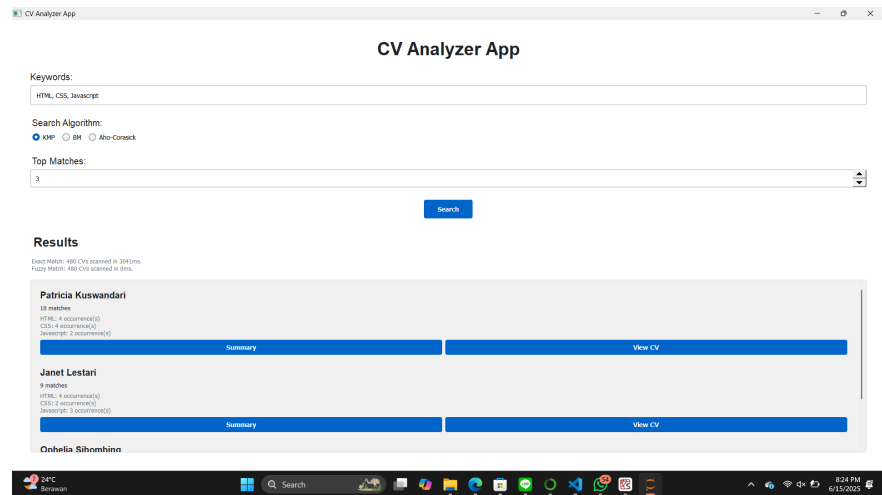 CV Analyzer App
CV Analyzer App
Keywords:
HTML, CSS, Javascript
Search Algorithm:
KMP BM Aho-Corasick
Top Matches:
3
Search
Results
Exact Match: 480 CVs scanned in 3041ms.
Fuzzy Match: 480 CVs scanned in 0ms.
Patricia Kuswandari
10 matches
HTML: 4 occurrence(s)
CSS: 4 occurrence(s)
Javascript: 2 occurrence(s)
Summary View CV
Janet Lestari
9 matches
HTML: 4 occurrence(s)
CSS: 2 occurrence(s)
Javascript: 3 occurrence(s)
Summary View CV
Ophelia Sihombing
24°C
Berawan
Search
54
8:24 PM
6/15/2025